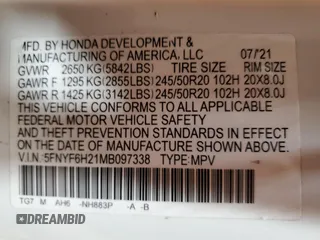 MFD. BY HONDA DEVELOPMENT &
MANUFACTURING OF AMERICA, LLC 07/21
GVWR 2650 KG (5842LBS) RIM SIZE
GAWR F 1295 KG (2855LBS) 245/50R20 102H 20X8.0J
GAWR R 1425 KG (3142LBS) 245/50R20 102H 20X8.0J
THIS VEHICLE CONFORMS TO ALL APPLICABLE
FEDERAL MOTOR VEHICLE SAFETY
AND THEFT PREVENTION STANDARDS IN EFFECT
ON THE DATE OF MANUFACTURE SHOWN ABOVE.
V.I.N.: 5FNYF6H21MB097338 TYPE: MPV
TG7 M AH6 -NH883P -A -B
DREAMBID